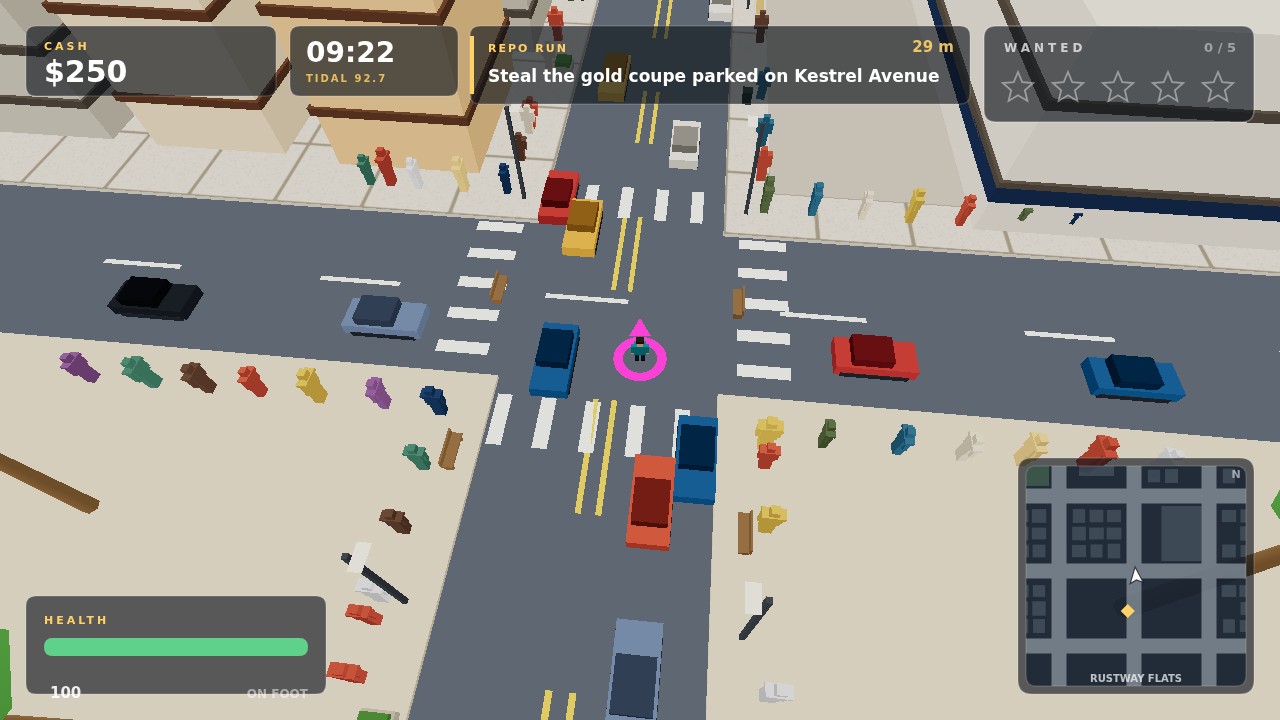 CASH
$250
09:22
TIDAL 92.7
REPO RUN
29 m
Steal the gold coupe parked on Kestrel Avenue
WANTED
0 / 5
HEALTH
100
ON FOOT
N
RUSTWAY FLATS